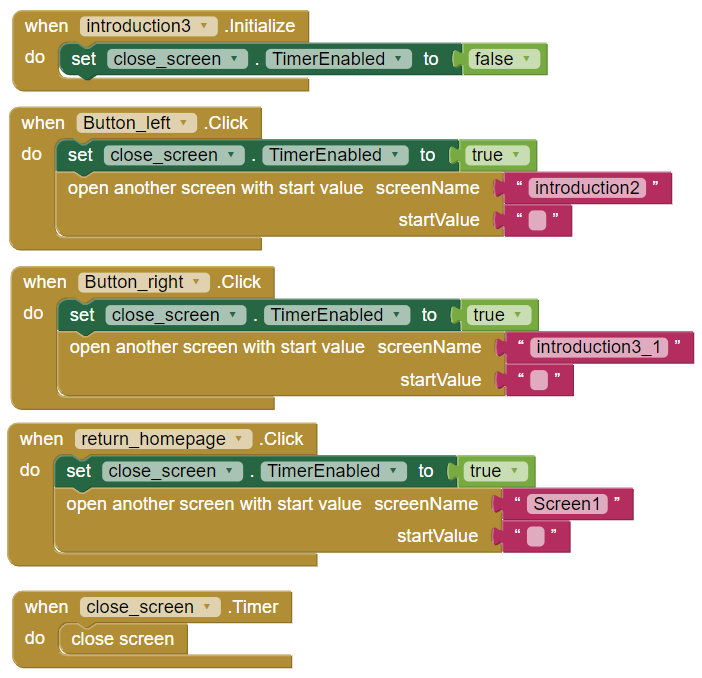 when introduction3 .Initialize
do set close_screen . TimerEnabled to false
when Button_left .Click
do set close_screen . TimerEnabled to true
open another screen with start value screenName “ introduction2 ”
startValue “ ”
when Button_right .Click
do set close_screen . TimerEnabled to true
open another screen with start value screenName “ introduction3_1 ”
startValue “ ”
when return_homepage .Click
do set close_screen . TimerEnabled to true
open another screen with start value screenName “ Screen1 ”
startValue “ ”
when close_screen .Timer
do close screen